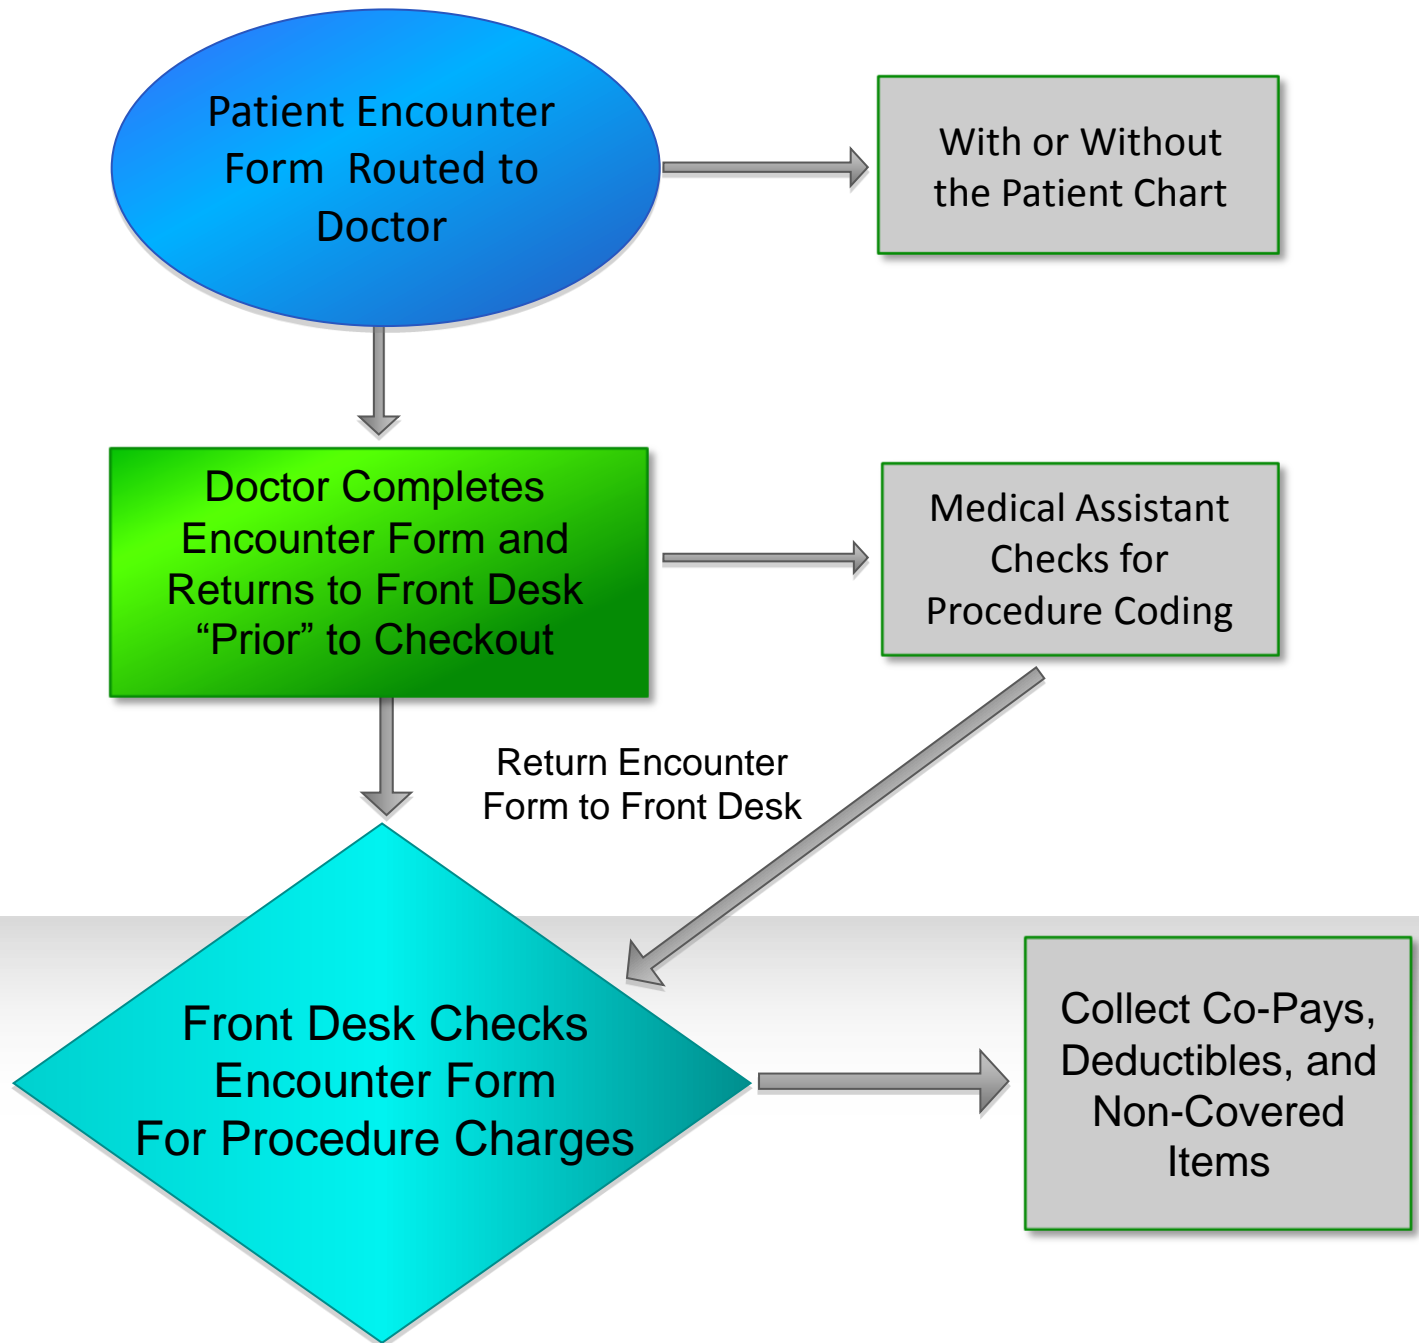 Patient Encounter
Form  Routed to
Doctor
With or Without
the Patient Chart
Doctor Completes
Encounter Form and
Returns to Front Desk
“Prior” to Checkout
Medical Assistant
Checks for
Procedure Coding
Return Encounter
Form to Front Desk
Front Desk Checks
Encounter Form
For Procedure Charges
Collect Co-Pays,
Deductibles, and
Non-Covered
Items